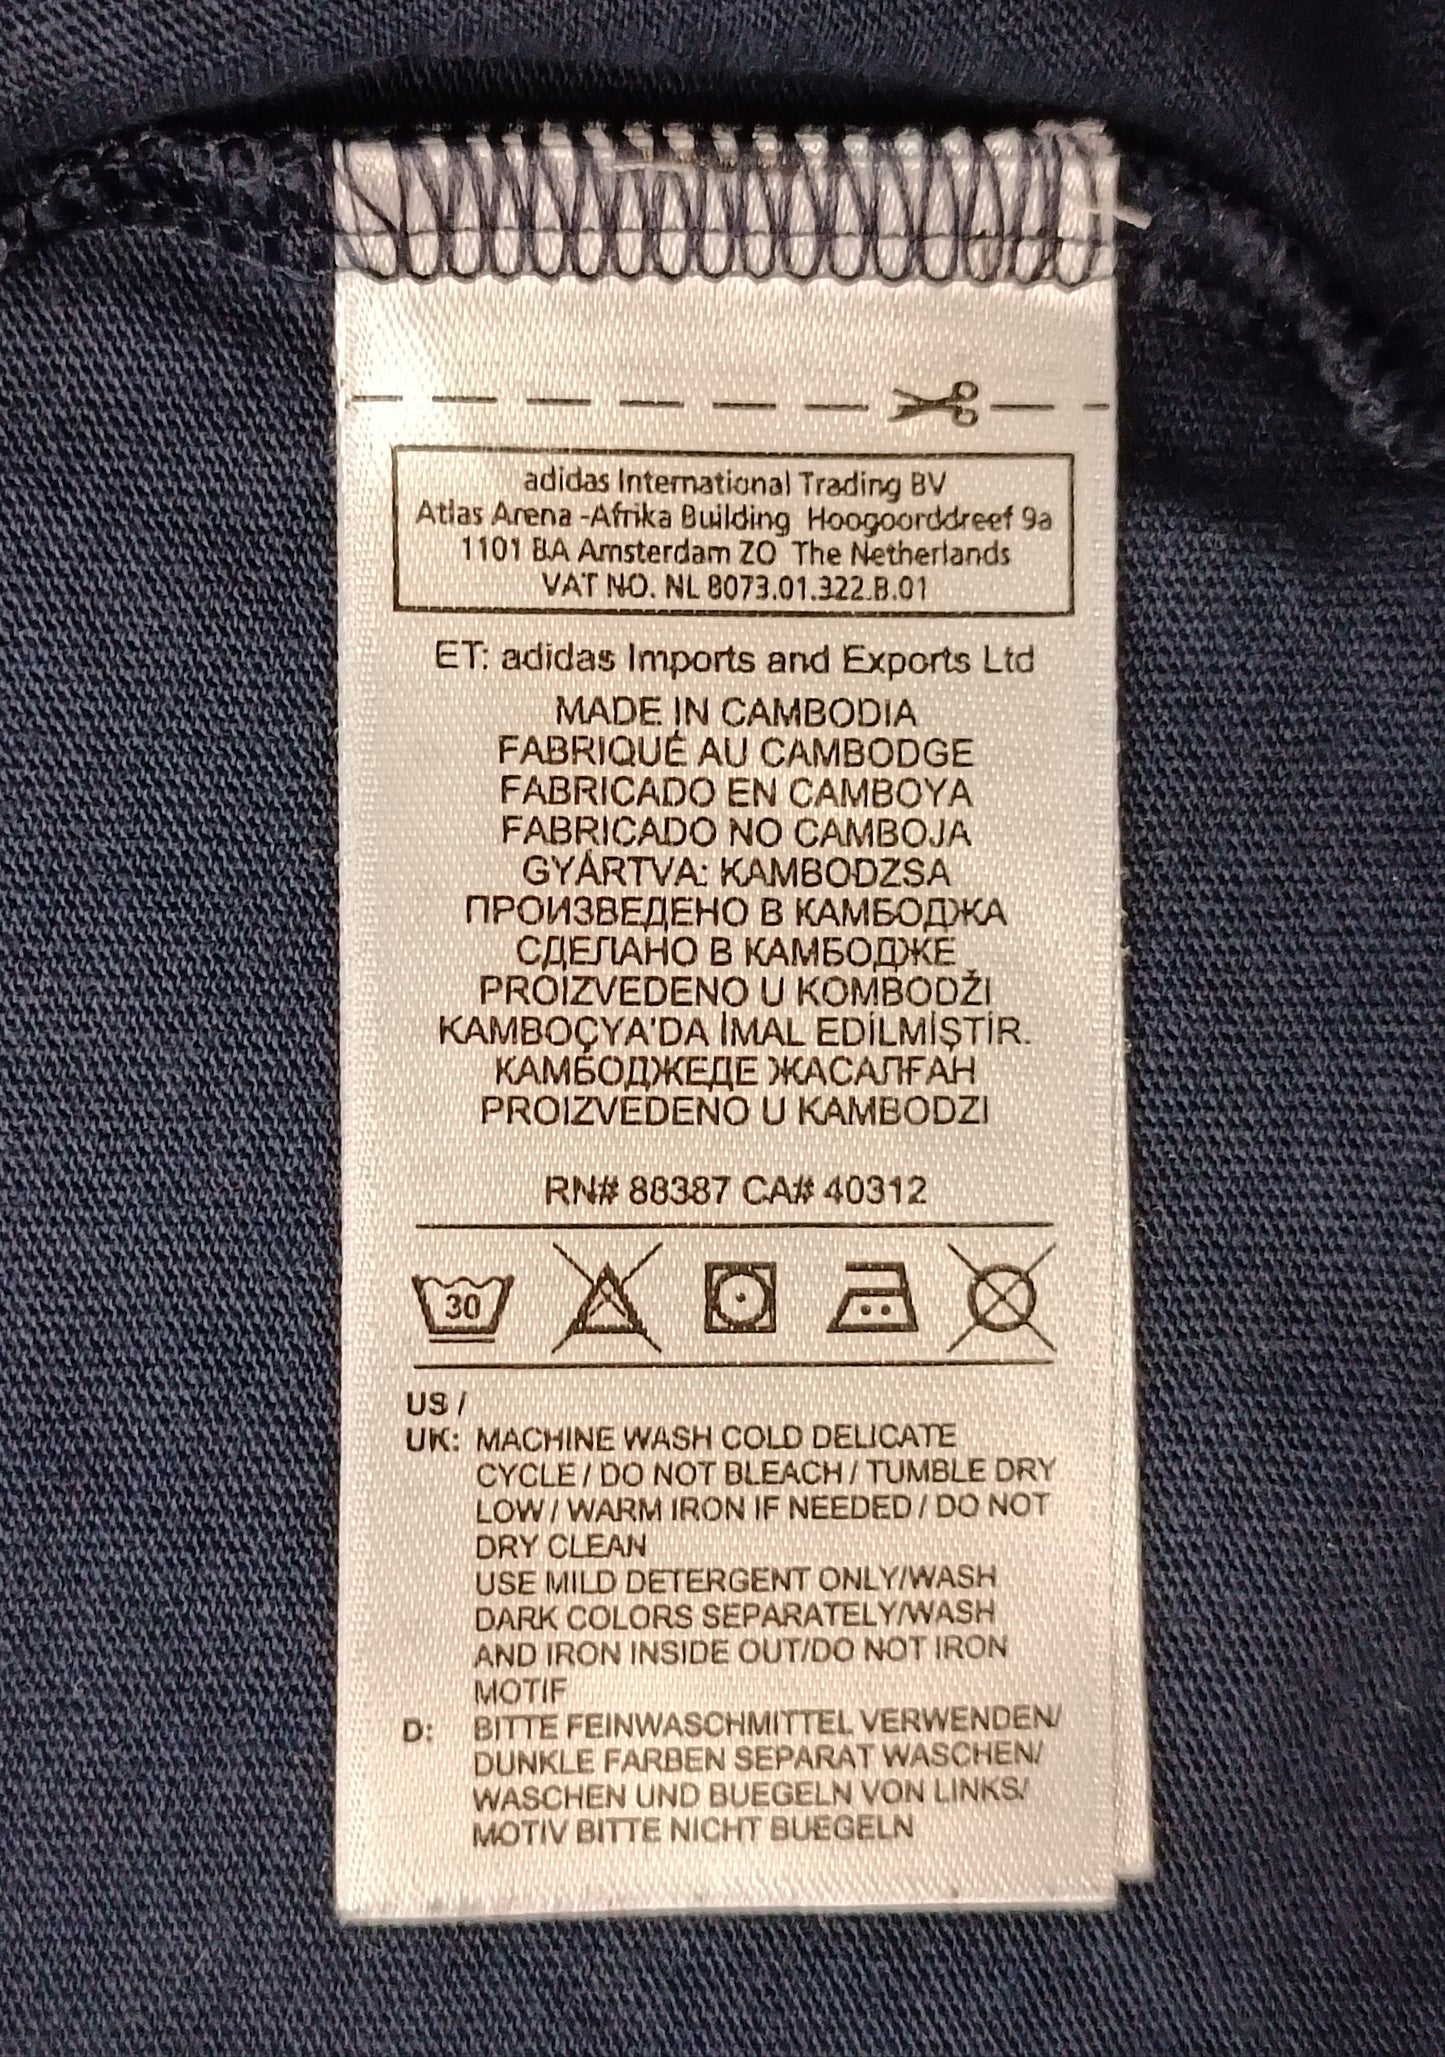 adidas International Trading BV
Atlas Arena -Afrika Building Hoogoorddreef 9a
1101 BA Amsterdam ZO The Netherlands
VAT NO. NL 8073.01.322.B.01
ET: adidas Imports and Exports Ltd
MADE IN CAMBODIA
FABRIQUÉ AU CAMBODGE
FABRICADO EN CAMBOYA
FABRICADO NO CAMBOJA
GYÁRTVA: KAMBODZSA
ПРОИЗВЕДЕНО В КАМБОДЖА
СДЕЛАНО В КАМБОДЖЕ
PROIZVEDENO U KOMBODŽI
KAMBOÇYA'DA İMAL EDİLMİŞTİR.
КАМБОДЖЕДЕ ЖАСАЛҒАН
PROIZVEDENO U KAMBODZI
RN# 88387 CA# 40312
30
US /
UK: MACHINE WASH COLD DELICATE
CYCLE / DO NOT BLEACH / TUMBLE DRY
LOW / WARM IRON IF NEEDED / DO NOT
DRY CLEAN
USE MILD DETERGENT ONLY/WASH
DARK COLORS SEPARATELY/WASH
AND IRON INSIDE OUT/DO NOT IRON
MOTIF
D: BITTE FEINWASCHMITTEL VERWENDEN/
DUNKLE FARBEN SEPARAT WASCHEN/
WASCHEN UND BUEGELN VON LINKS/
MOTIV BITTE NICHT BUEGELN